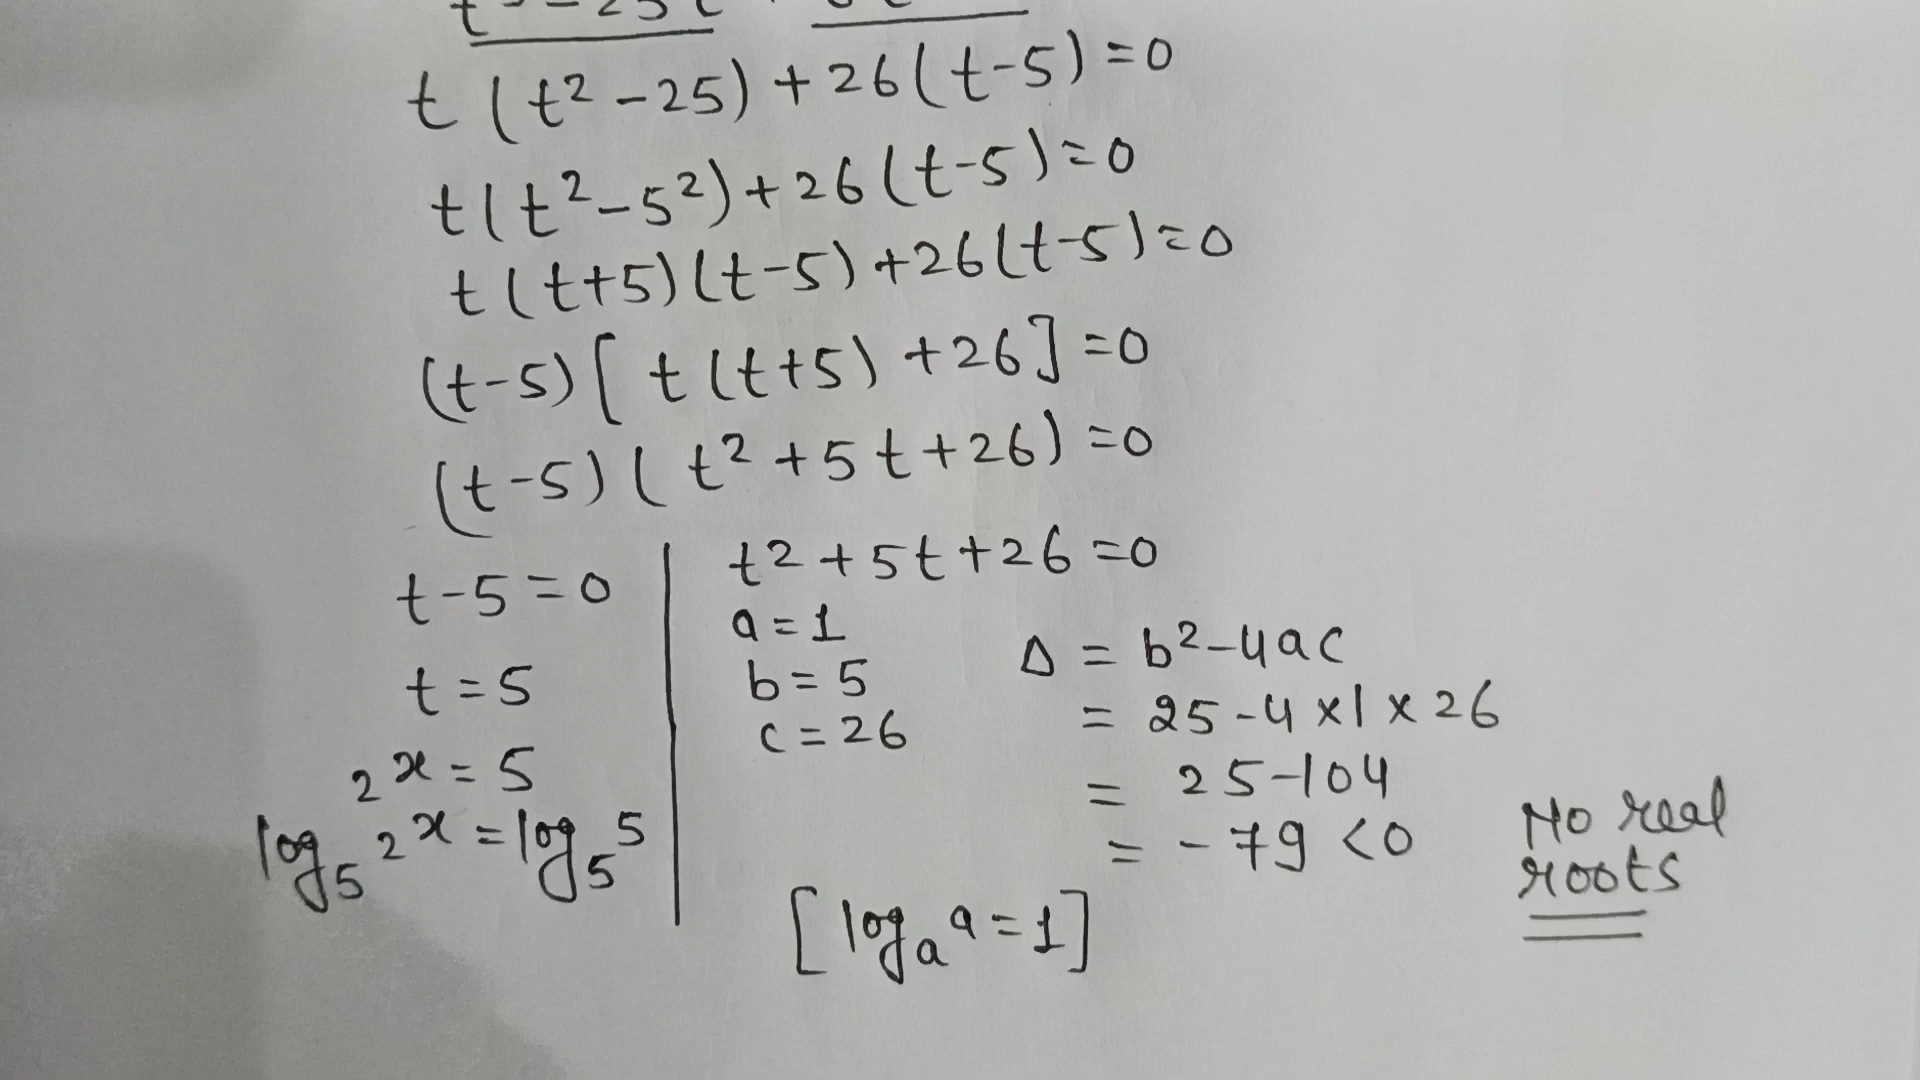 t(t²-25)+26(t-5)=0
t(t²-5²)+26(t-5)=0
t(t+5)(t-5)+26(t-5)=0
(t-5)[t(t+5)+26]=0
(t-5)(t²+5t+26)=0
t-5=0
t=5
2ˣ=5
log₅2ˣ=log₅5
t²+5t+26=0
a=1
b=5
c=26
Δ=b²-4ac
=25-4×1×26
=25-104
=-79<0
No real
roots
[logₐa=1]